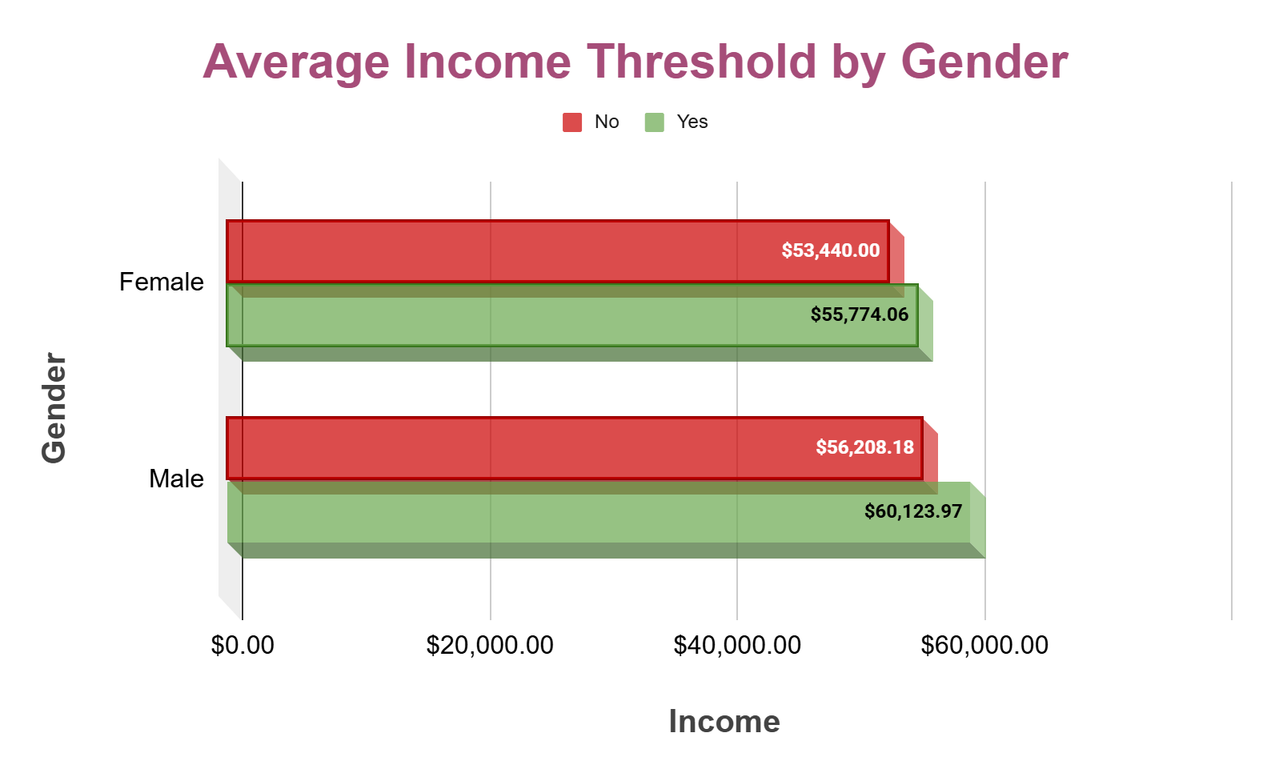 Average Income Threshold by Gender
No Yes
$53,440.00
Female
$55,774.06
Gender
$56,208.18
Male
$60,123.97
$0.00 $20,000.00 $40,000.00 $60,000.00
Income